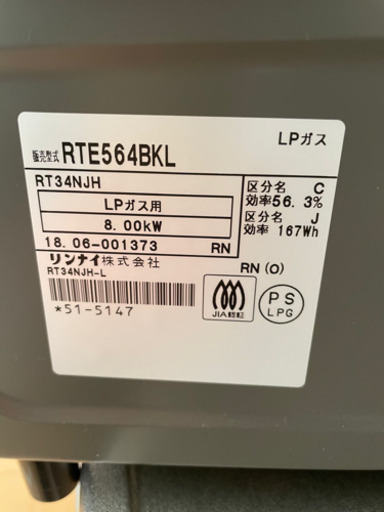 LPガス
販売型式 RTE564BKL
RT34NJH
LPガス用
8.00kW
18.06-001373 RN
区分名 C
効率56.3%
区分名 J
効率 167Wh
リンナイ株式会社
RT34NJH-L
RN(O)
*51-5147
JIA認証
PS
LPG